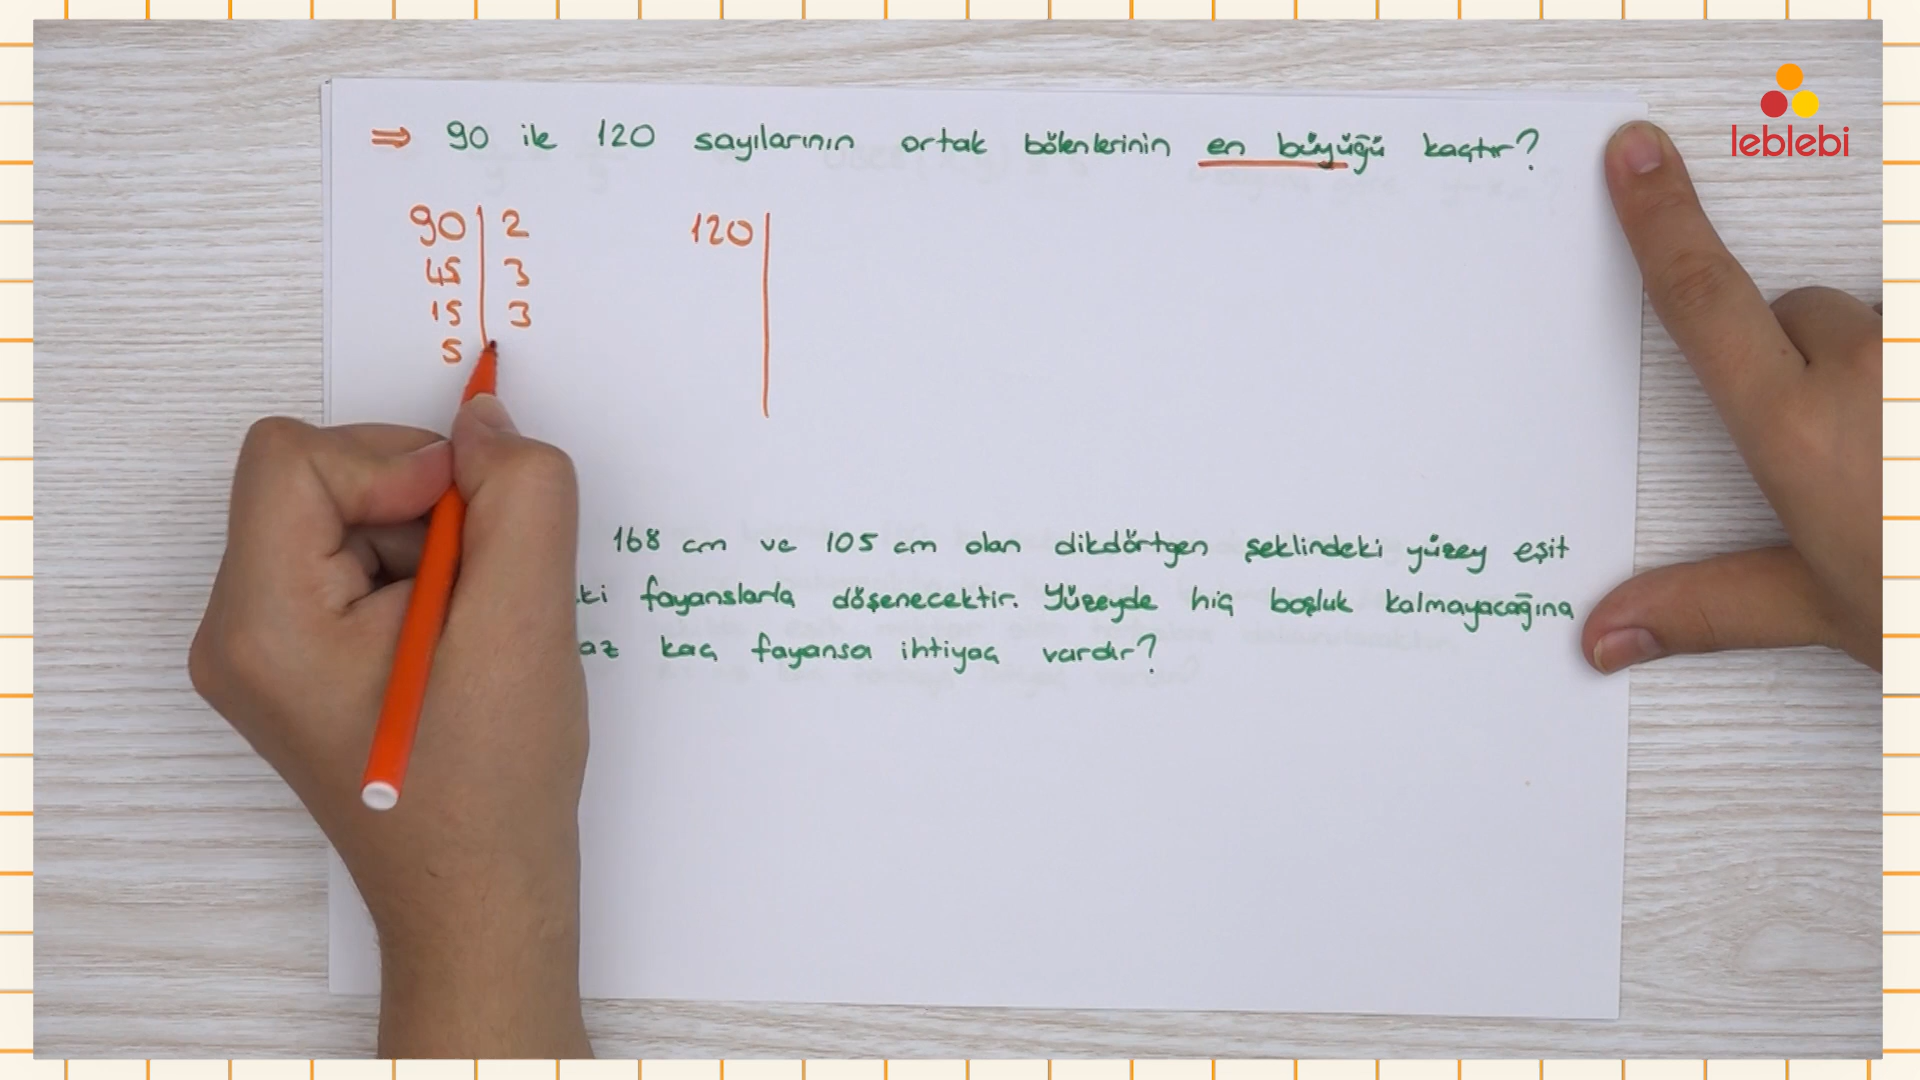 ⇒ 90 ile 120 sayılarının ortak bölenlerinin en büyüğü kaçtır?
90 | 2
45 | 3
15 | 3
5
120 |
168 cm ve 105 cm olan dikdörtgen şeklindeki yüzey eşit
fayanslarla döşenecektir. Yüzeyde hiç boşluk kalmayacağına
az kaç fayansa ihtiyaç vardır?
leblebi